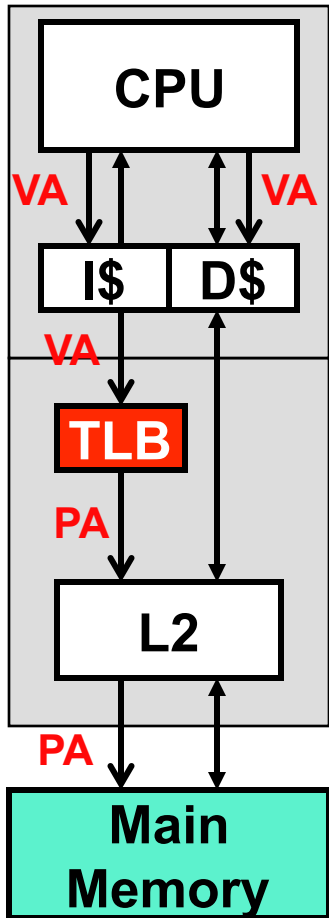 CPU
VA VA
I$ D$
VA
TLB
PA
L2
PA
Main
Memory